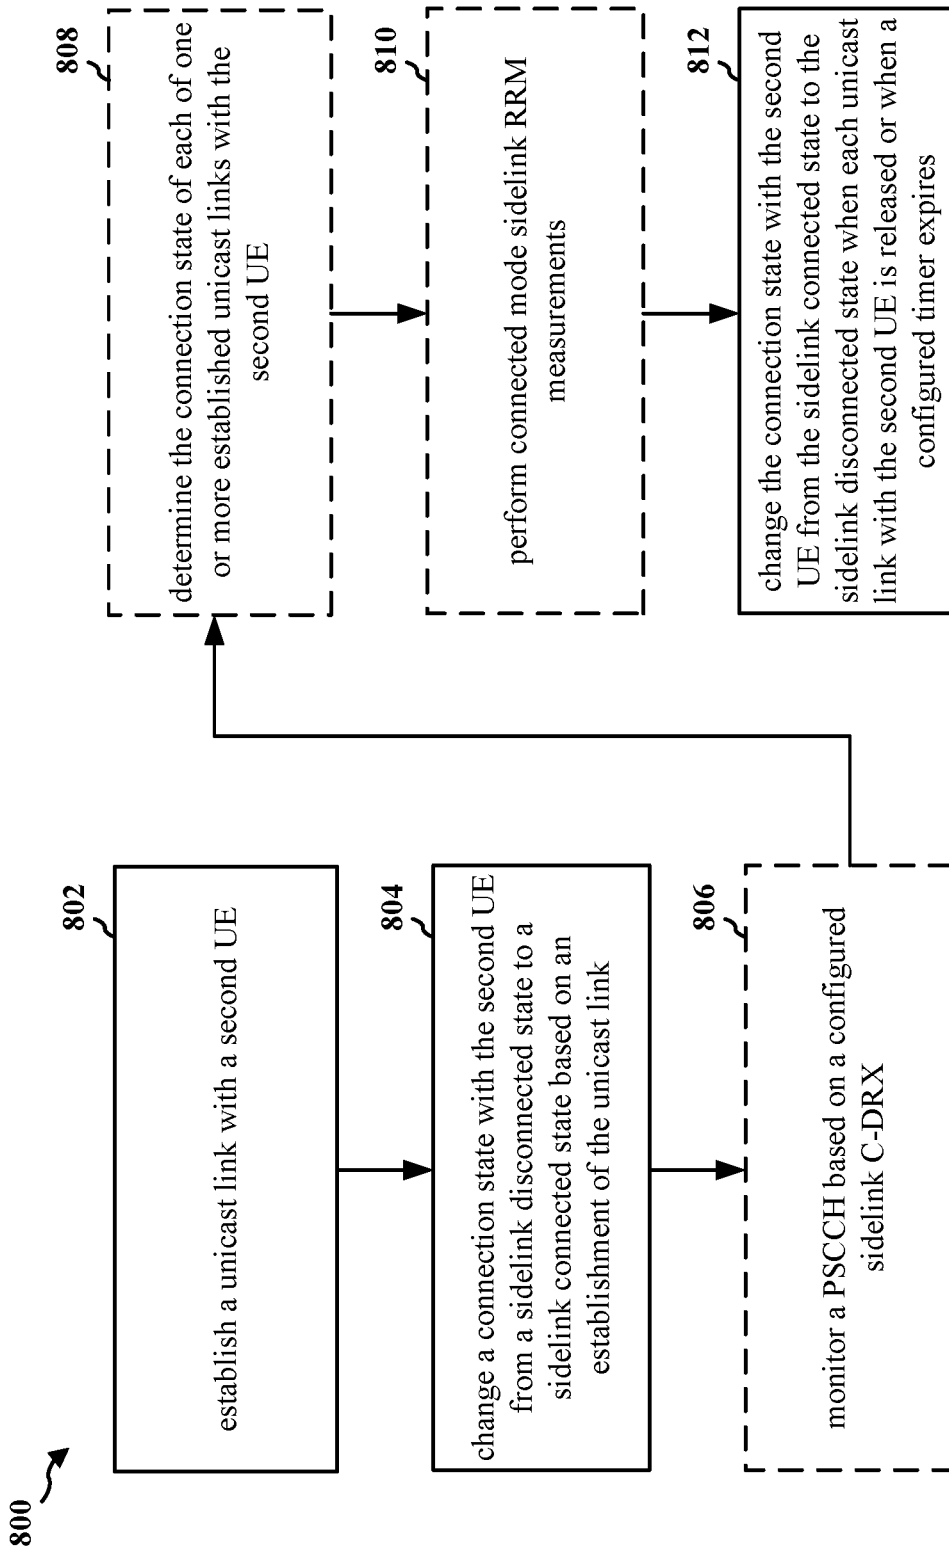 800
802
establish a unicast link with a second UE
804
change a connection state with the second UE
from a sidelink disconnected state to a
sidelink connected state based on an
establishment of the unicast link
806
monitor a PSCCH based on a configured
sidelink C-DRX
808
determine the connection state of each of one
or more established unicast links with the
second UE
810
perform connected mode sidelink RRM
measurements
812
change the connection state with the second
UE from the sidelink connected state to the
sidelink disconnected state when each unicast
link with the second UE is released or when a
configured timer expires